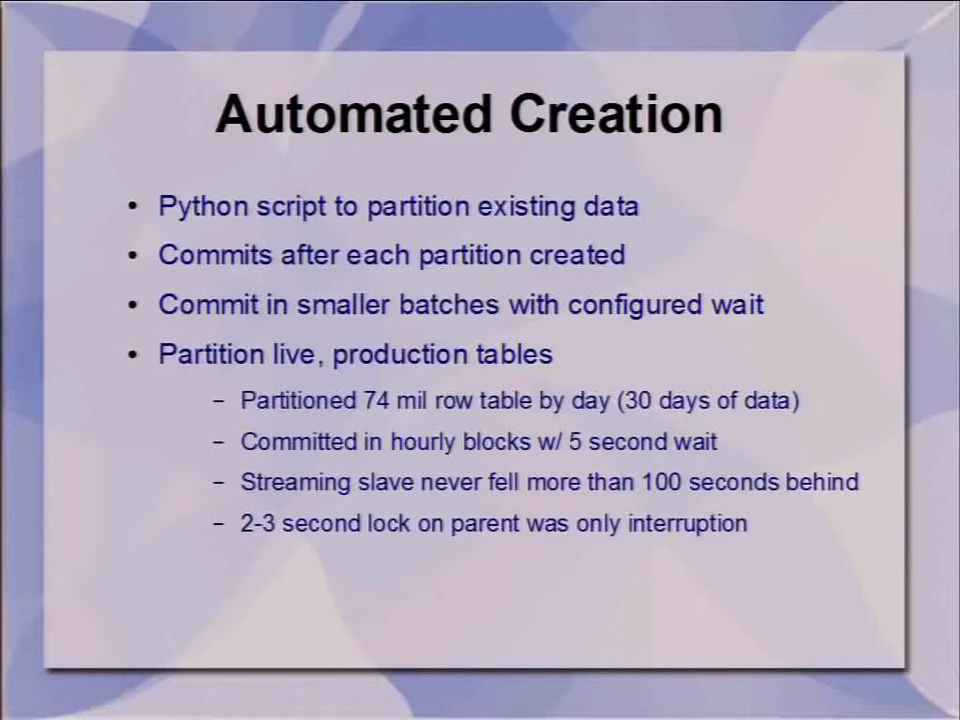 Automated Creation
• Python script to partition existing data
• Commits after each partition created
• Commit in smaller batches with configured wait
• Partition live, production tables
– Partitioned 74 mil row table by day (30 days of data)
– Committed in hourly blocks w/ 5 second wait
– Streaming slave never fell more than 100 seconds behind
– 2-3 second lock on parent was only interruption